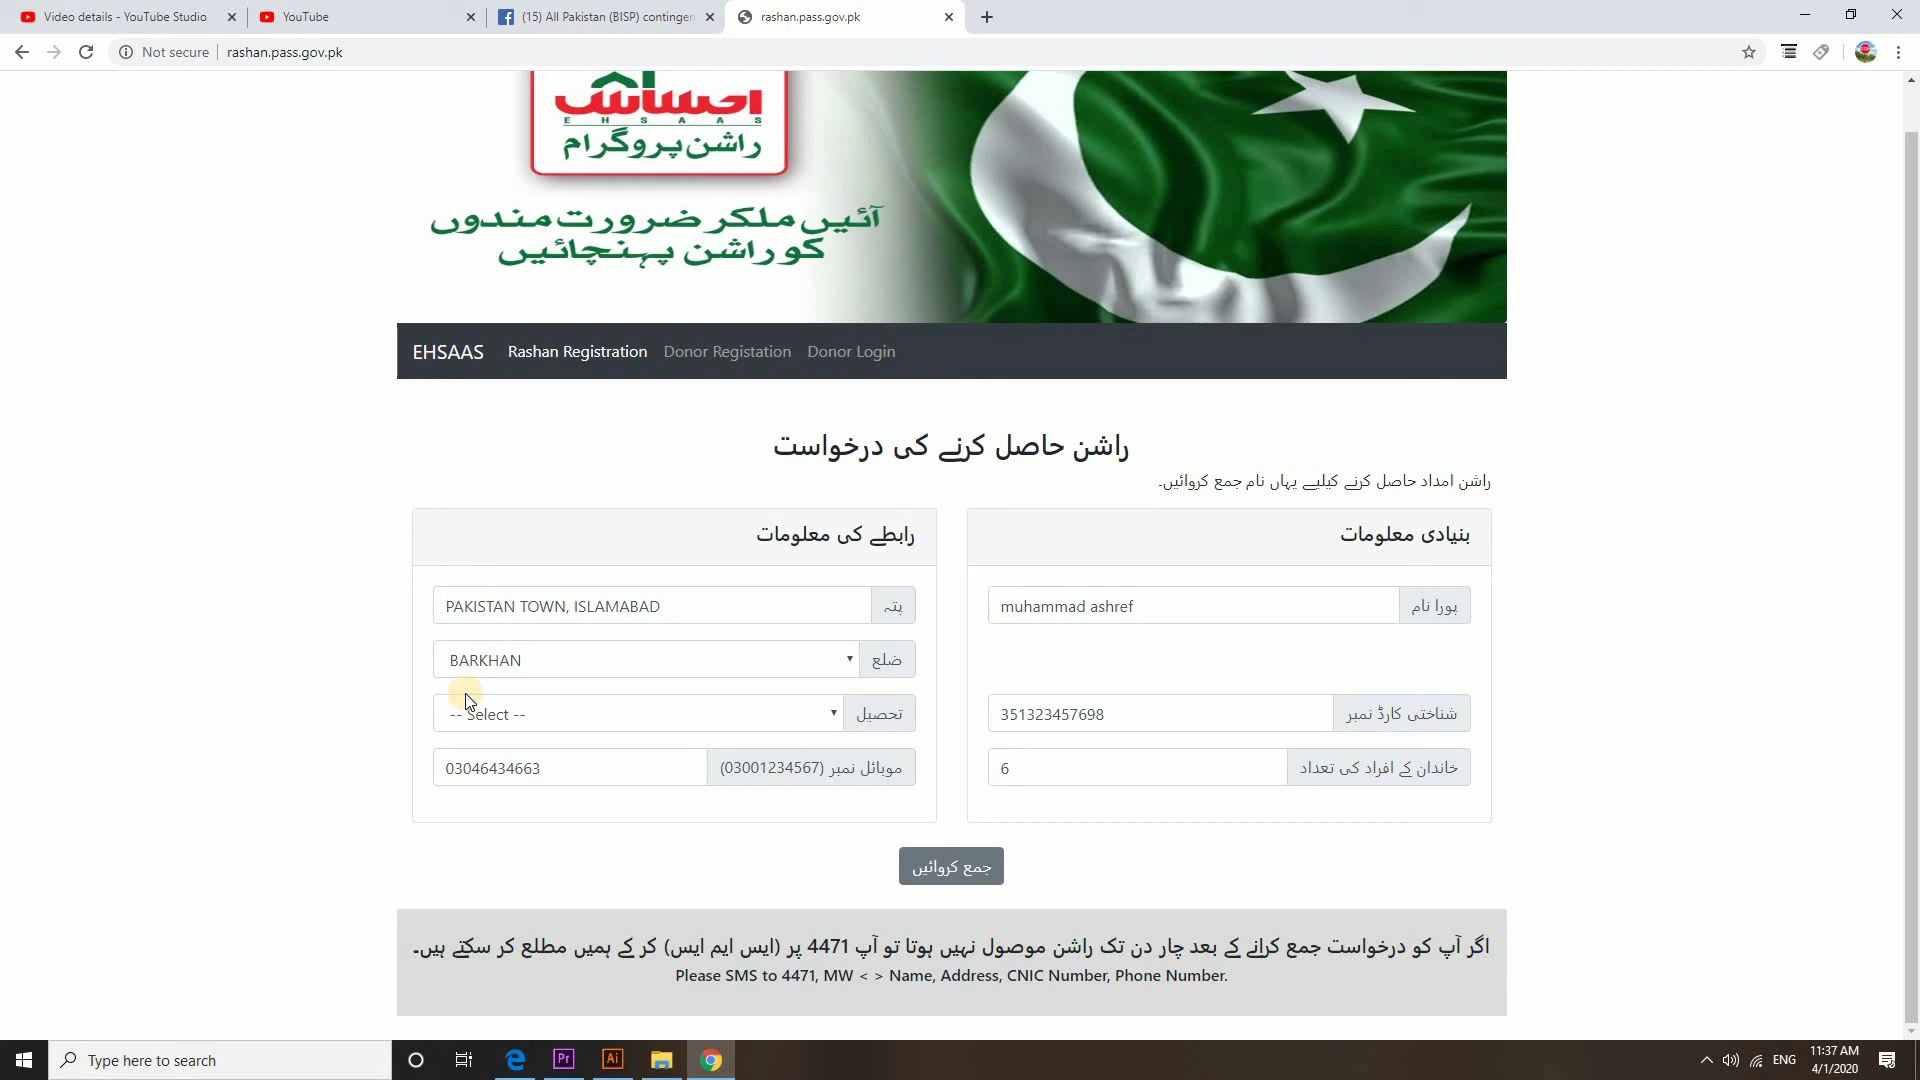 Video details - YouTube Studio
YouTube
(15) All Pakistan (BISP) contingen
rashan.pass.gov.pk
Not secure
rashan.pass.gov.pk
احساس
EHSAAS
راشن پروگرام
آئیں ملکر ضرورت مندوں
کو راشن پہنچائیں
EHSAAS Rashan Registration Donor Registation Donor Login
راشن حاصل کرنے کی درخواست
راشن امداد حاصل کرنے کیلیے یہاں نام جمع کروائیں۔
بنیادی معلومات
پورا نام
muhammad ashref
شناختی کارڈ نمبر
351323457698
خاندان کے افراد کی تعداد
6
رابطے کی معلومات
پتہ
PAKISTAN TOWN, ISLAMABAD
ضلع
BARKHAN
تحصیل
-- Select --
موبائل نمبر (03001234567)
03046434663
جمع کروائیں
اگر آپ کو درخواست جمع کرانے کے بعد چار دن تک راشن موصول نہیں ہوتا تو آپ 4471 پر (ایس ایم ایس) کر کے ہمیں مطلع کر سکتے ہیں۔
Please SMS to 4471, MW < > Name, Address, CNIC Number, Phone Number.
Type here to search
Pr
Ai
ENG
11:37 AM
4/1/2020